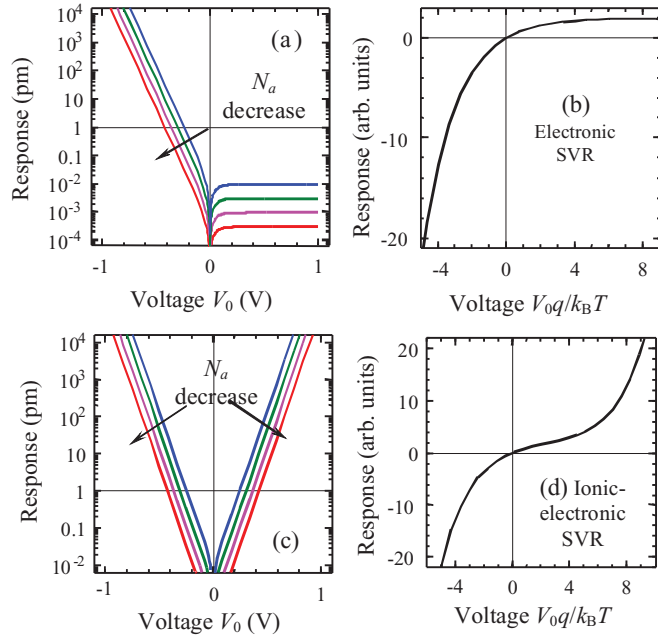 10^4
10^3
10^2
10
1
0.1
10^-2
10^-3
10^-4
Response (pm)
(a)
N_a
decrease
-1
0
1
Voltage V_0 (V)
0
-10
-20
Response (arb. units)
(b)
Electronic
SVR
-4
0
4
8
Voltage V_0q/k_BT
10^4
10^3
10^2
10
1
0.1
10^-2
Response (pm)
N_a
decrease
(c)
-1
0
1
Voltage V_0 (V)
20
10
0
-10
-20
Response (arb. units)
(d) Ionic-
electronic
SVR
-4
0
4
8
Voltage V_0q/k_BT